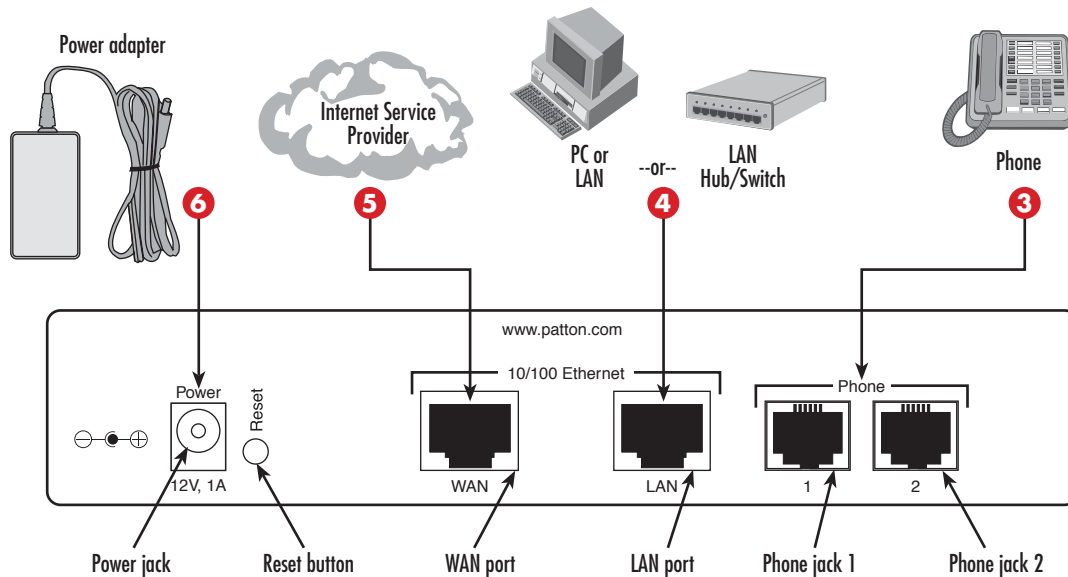 Power adapter
Internet Service
Provider
PC or
LAN
--or--
LAN
Hub/Switch
Phone
6
5
4
3
www.patton.com
10/100 Ethernet
Phone
Power
Reset
12V, 1A
WAN
LAN
1
2
Power jack
Reset button
WAN port
LAN port
Phone jack 1
Phone jack 2